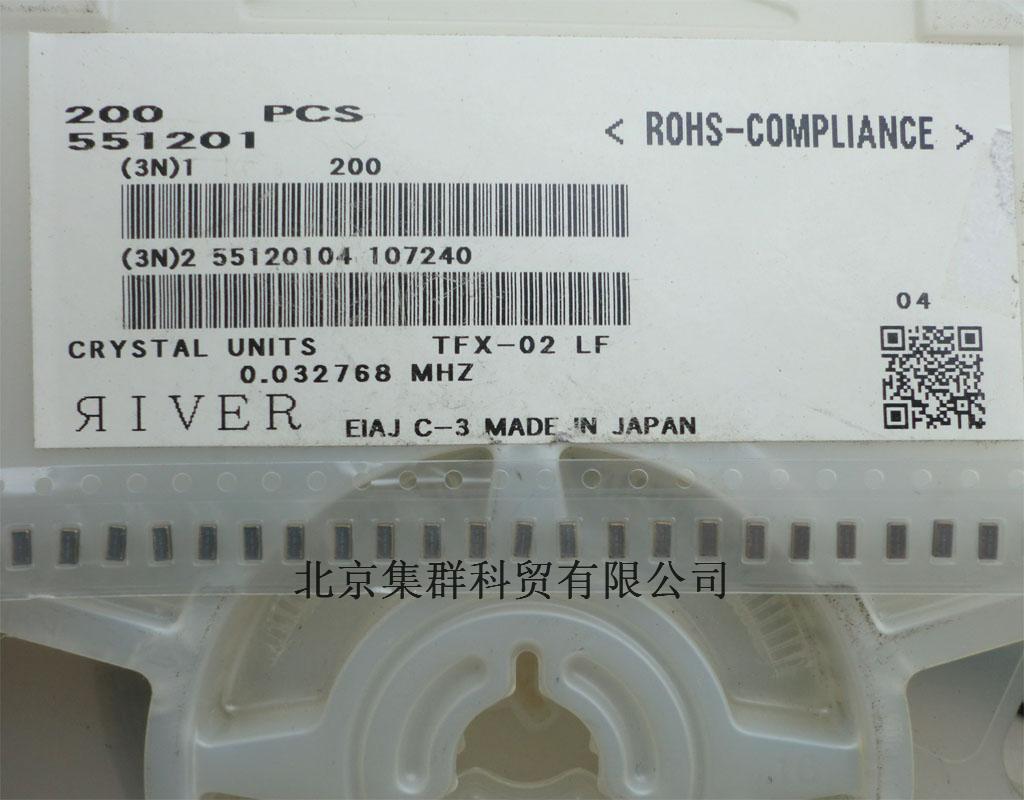 200 PCS
551201
< ROHS-COMPLIANCE >
(3N)1 200
(3N)2 55120104 107240
04
CRYSTAL UNITS TFX-02 LF
0.032768 MHZ
ЯIVER EIAJ C-3 MADE IN JAPAN
北京集群科贸有限公司